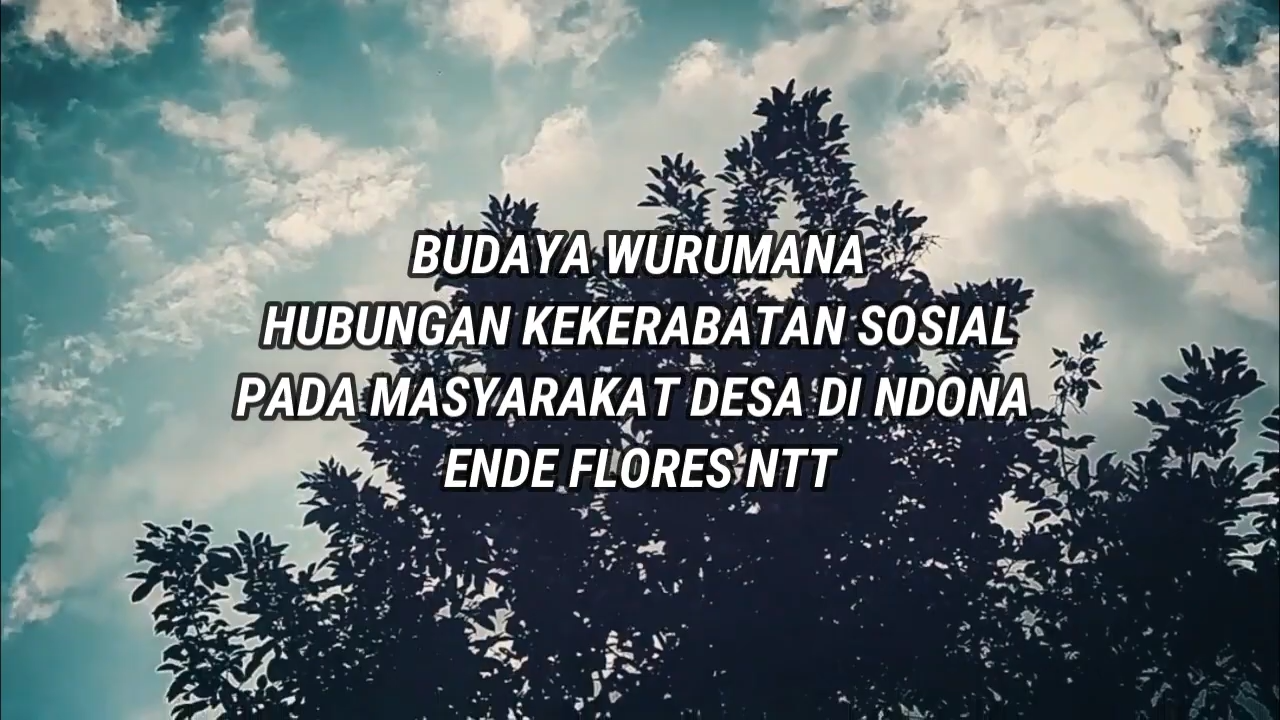 BUDAYA WURUMANA
HUBUNGAN KEKERABATAN SOSIAL
PADA MASYARAKAT DESA DI NDONA
ENDE FLORES NTT